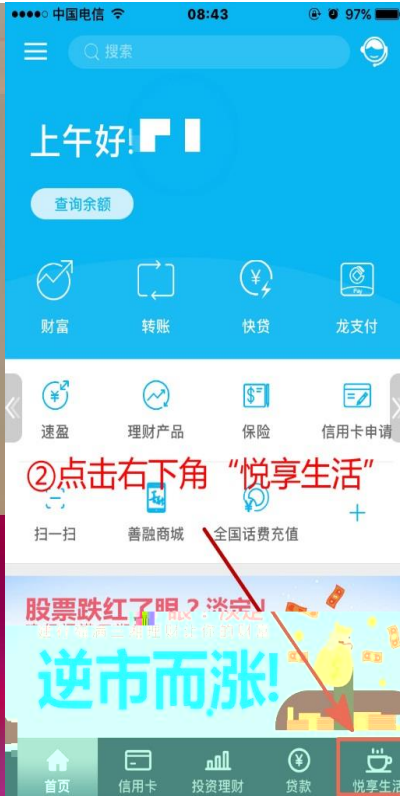 中国电信
08:43
97%
搜索
上午好!
查询余额
财富
转账
快贷
龙支付
Pay
速盈
理财产品
保险
信用卡申请
②点击右下角“悦享生活”
扫一扫
善融商城
全国话费充值
股票跌红了眼？淡定！
逆市而涨!
首页
信用卡
投资理财
贷款
悦享生活